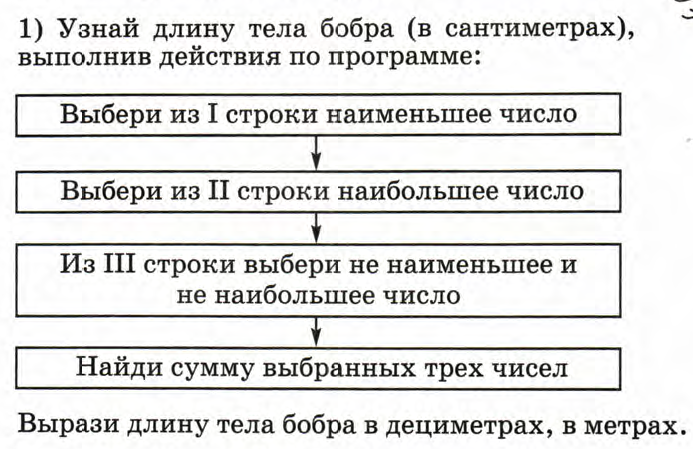 1) Узнай длину тела бобра (в сантиметрах),
выполнив действия по программе:
Выбери из I строки наименьшее число
Выбери из II строки наибольшее число
Из III строки выбери не наименьшее и
не наибольшее число
Найди сумму выбранных трех чисел
Вырази длину тела бобра в дециметрах, в метрах.